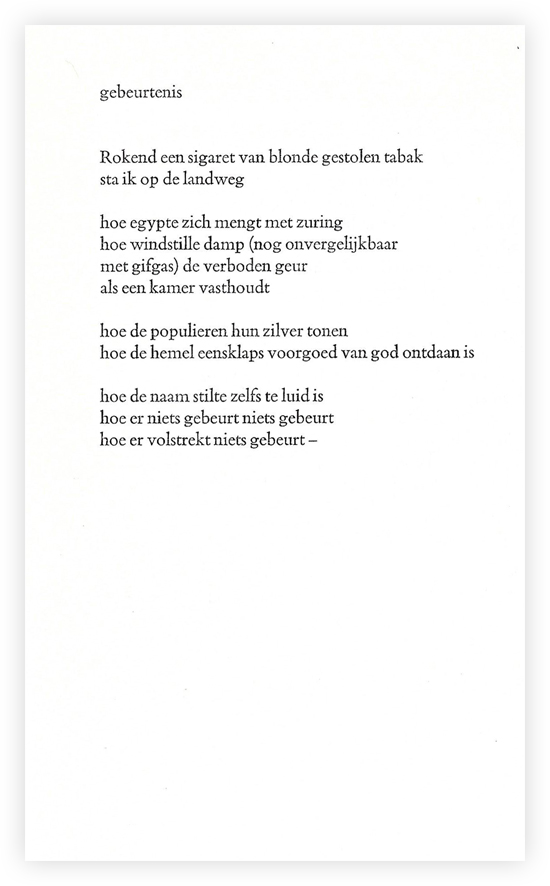 gebeurtenis
Rokend een sigaret van blonde gestolen tabak
sta ik op de landweg
hoe egypte zich mengt met zuring
hoe windstille damp (nog onvergelijkbaar
met gifgas) de verboden geur
als een kamer vasthoudt
hoe de populieren hun zilver tonen
hoe de hemel eensklaps voorgoed van god ontdaan is
hoe de naam stilte zelfs te luid is
hoe er niets gebeurt niets gebeurt
hoe er volstrekt niets gebeurt –